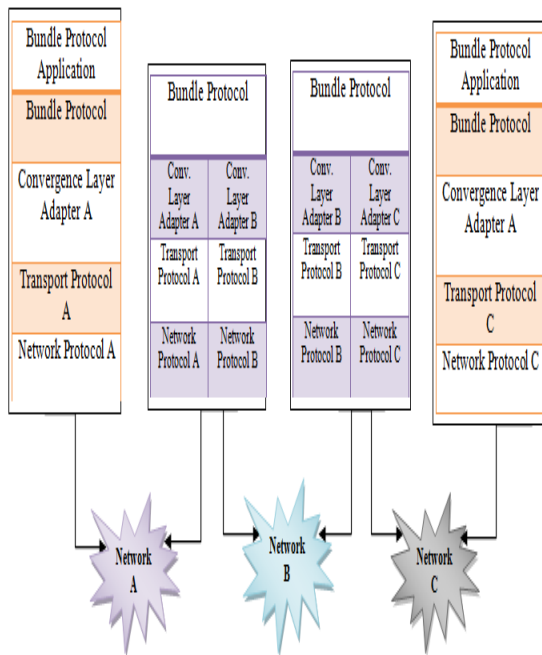 Bundle Protocol
Application
Bundle Protocol
Convergence Layer
Adapter A
Transport Protocol
A
Network Protocol A
Bundle Protocol
Conv.
Layer
Adapter A
Conv.
Layer
Adapter B
Transport
Protocol A
Transport
Protocol B
Network
Protocol A
Network
Protocol B
Bundle Protocol
Conv.
Layer
Adapter B
Conv.
Layer
Adapter C
Transport
Protocol B
Transport
Protocol C
Network
Protocol B
Network
Protocol C
Bundle Protocol
Application
Bundle Protocol
Convergence Layer
Adapter A
Transport Protocol
C
Network Protocol C
Network
A
Network
B
Network
C